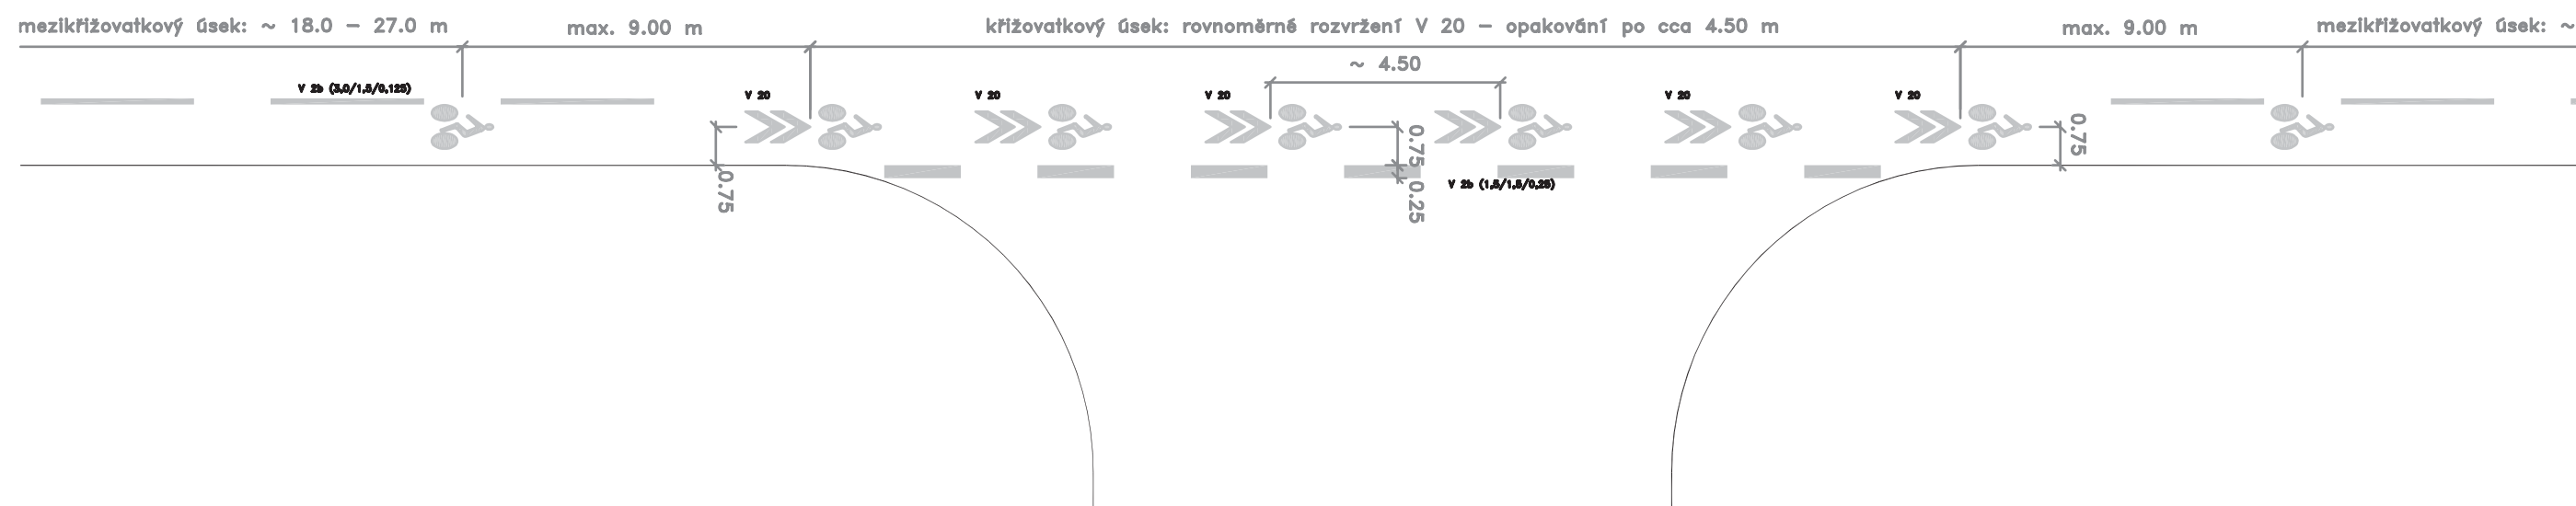 mezikřižovatkový úsek: ~ 18.0 – 27.0 m
max. 9.00 m
křižovatkový úsek: rovnoměrné rozvržení V 20 – opakování po cca 4.50 m
max. 9.00 m
mezikřižovatkový úsek: ~
~ 4.50
V 2b (3,0/1,5/0,125)
V 20
V 20
V 20
V 20
V 20
0.75
0.75
0.25
0.75
V 2b (1,5/1,5/0,25)